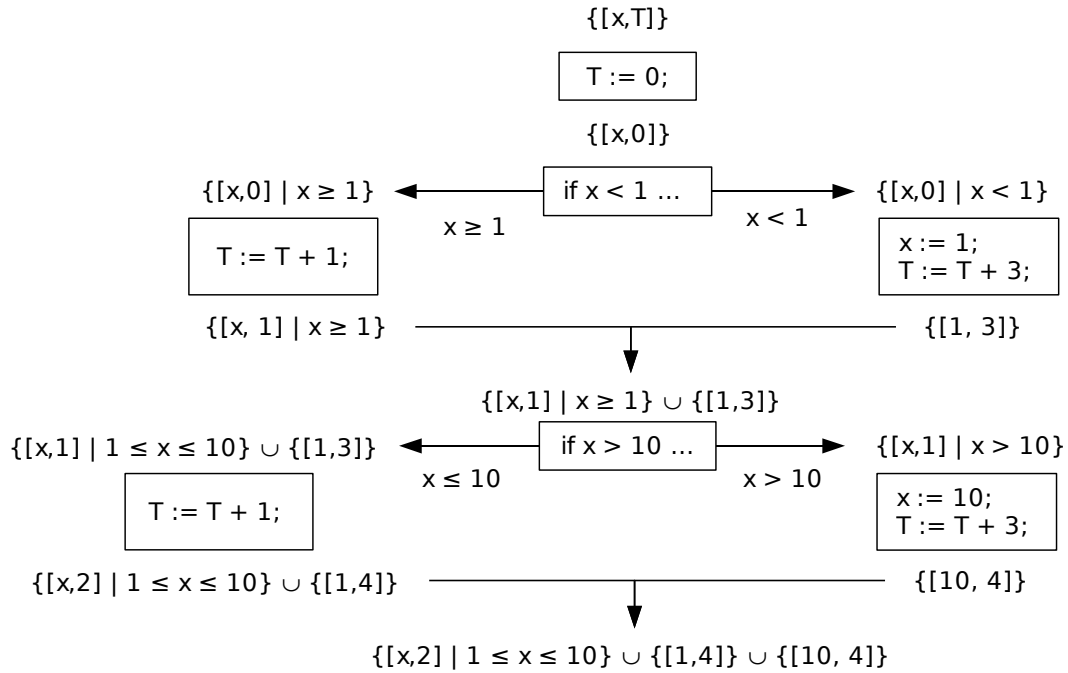 {[x,T]}
T := 0;
{[x,0]}
{[x,0] | x ≥ 1}
if x < 1 ...
{[x,0] | x < 1}
x ≥ 1
x < 1
T := T + 1;
x := 1;
T := T + 3;
{[x, 1] | x ≥ 1}
{[1, 3]}
{[x,1] | x ≥ 1} ∪ {[1,3]}
{[x,1] | 1 ≤ x ≤ 10} ∪ {[1,3]}
if x > 10 ...
{[x,1] | x > 10}
x ≤ 10
x > 10
T := T + 1;
x := 10;
T := T + 3;
{[x,2] | 1 ≤ x ≤ 10} ∪ {[1,4]}
{[10, 4]}
{[x,2] | 1 ≤ x ≤ 10} ∪ {[1,4]} ∪ {[10, 4]}